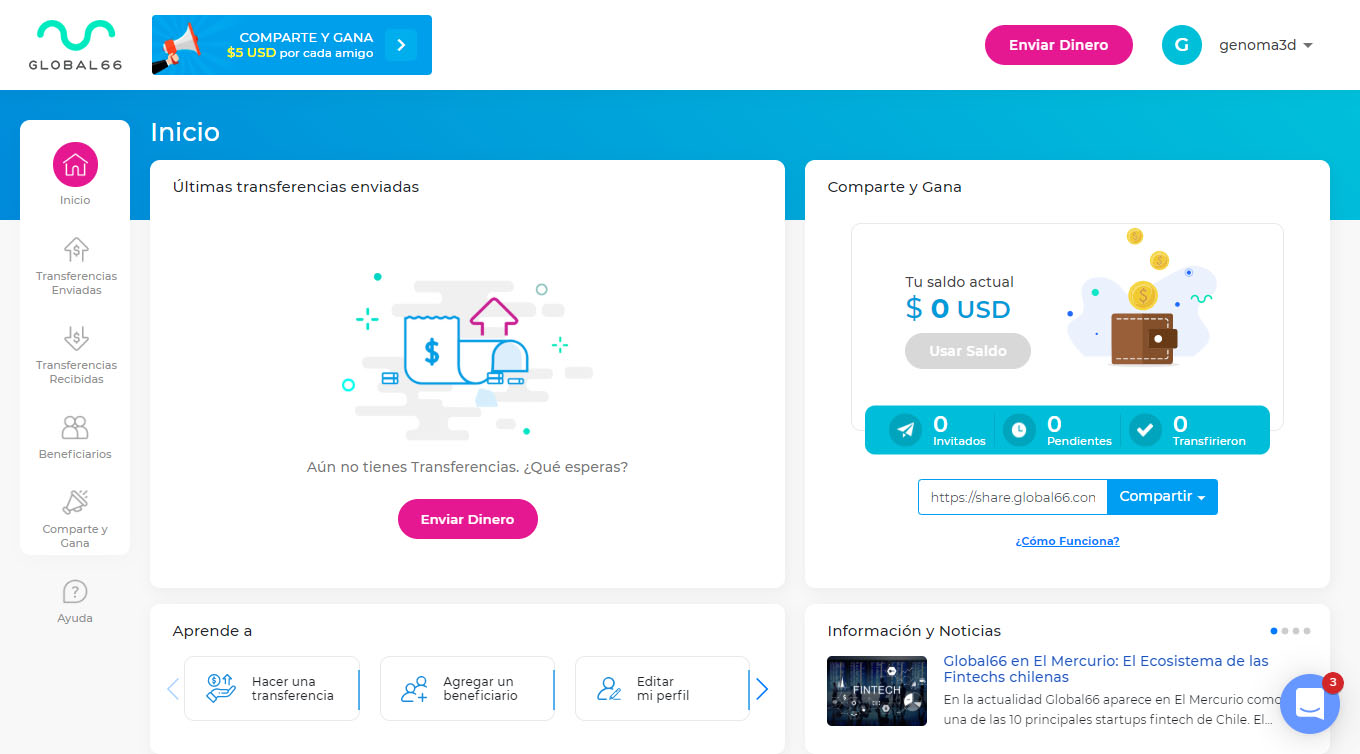 GLOBAL66
COMPARTE Y GANA
$5 USD por cada amigo
Enviar Dinero
G
genoma3d
Inicio
Transferencias
Enviadas
Transferencias
Recibidas
Beneficiarios
Comparte y
Gana
Ayuda
Inicio
Últimas transferencias enviadas
$
Aún no tienes Transferencias. ¿Qué esperas?
Enviar Dinero
Comparte y Gana
Tu saldo actual
$ 0 USD
Usar Saldo
0
Invitados
0
Pendientes
0
Transfirieron
https://share.global66.con
Compartir
¿Cómo Funciona?
Aprende a
Hacer una
transferencia
Agregar un
beneficiario
Editar
mi perfil
Información y Noticias
FINTECH
Global66 en El Mercurio: El Ecosistema de las
Fintechs chilenas
En la actualidad Global66 aparece en El Mercurio como
una de las 10 principales startups fintech de Chile. El...
3